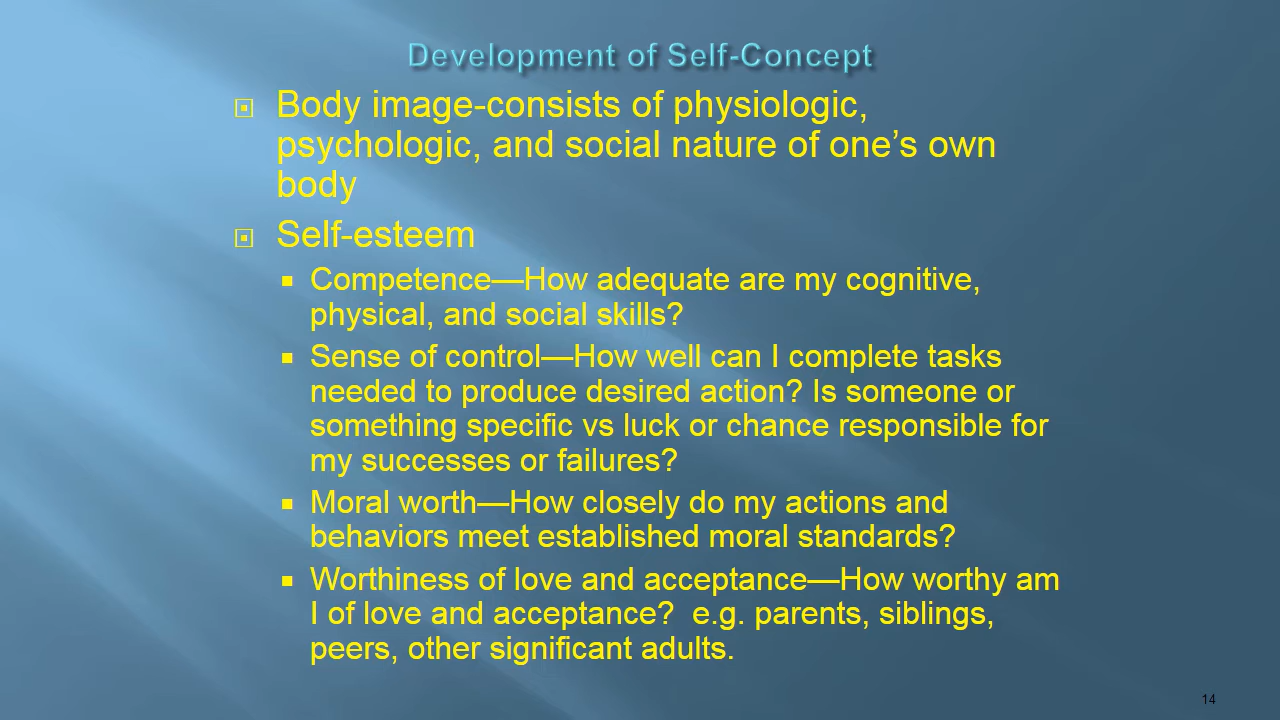 Development of Self-Concept
Body image-consists of physiologic,
psychologic, and social nature of one’s own
body
Self-esteem
Competence—How adequate are my cognitive,
physical, and social skills?
Sense of control—How well can I complete tasks
needed to produce desired action? Is someone or
something specific vs luck or chance responsible for
my successes or failures?
Moral worth—How closely do my actions and
behaviors meet established moral standards?
Worthiness of love and acceptance—How worthy am
I of love and acceptance?  e.g. parents, siblings,
peers, other significant adults.
14